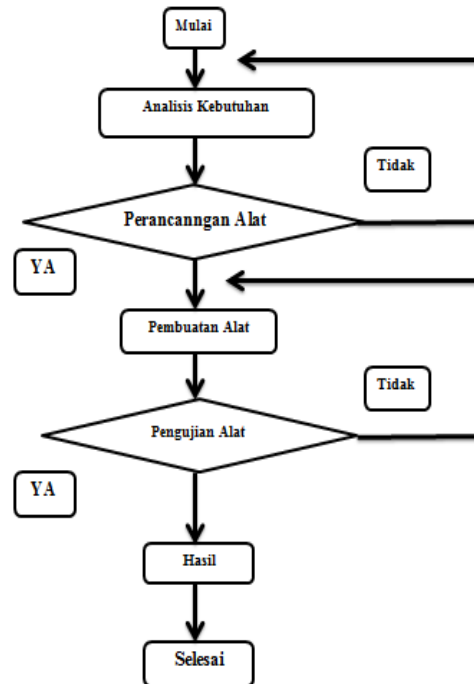 Mulai
Analisis Kebutuhan
Tidak
Perancanngan Alat
YA
Pembuatan Alat
Tidak
Pengujian Alat
YA
Hasil
Selesai